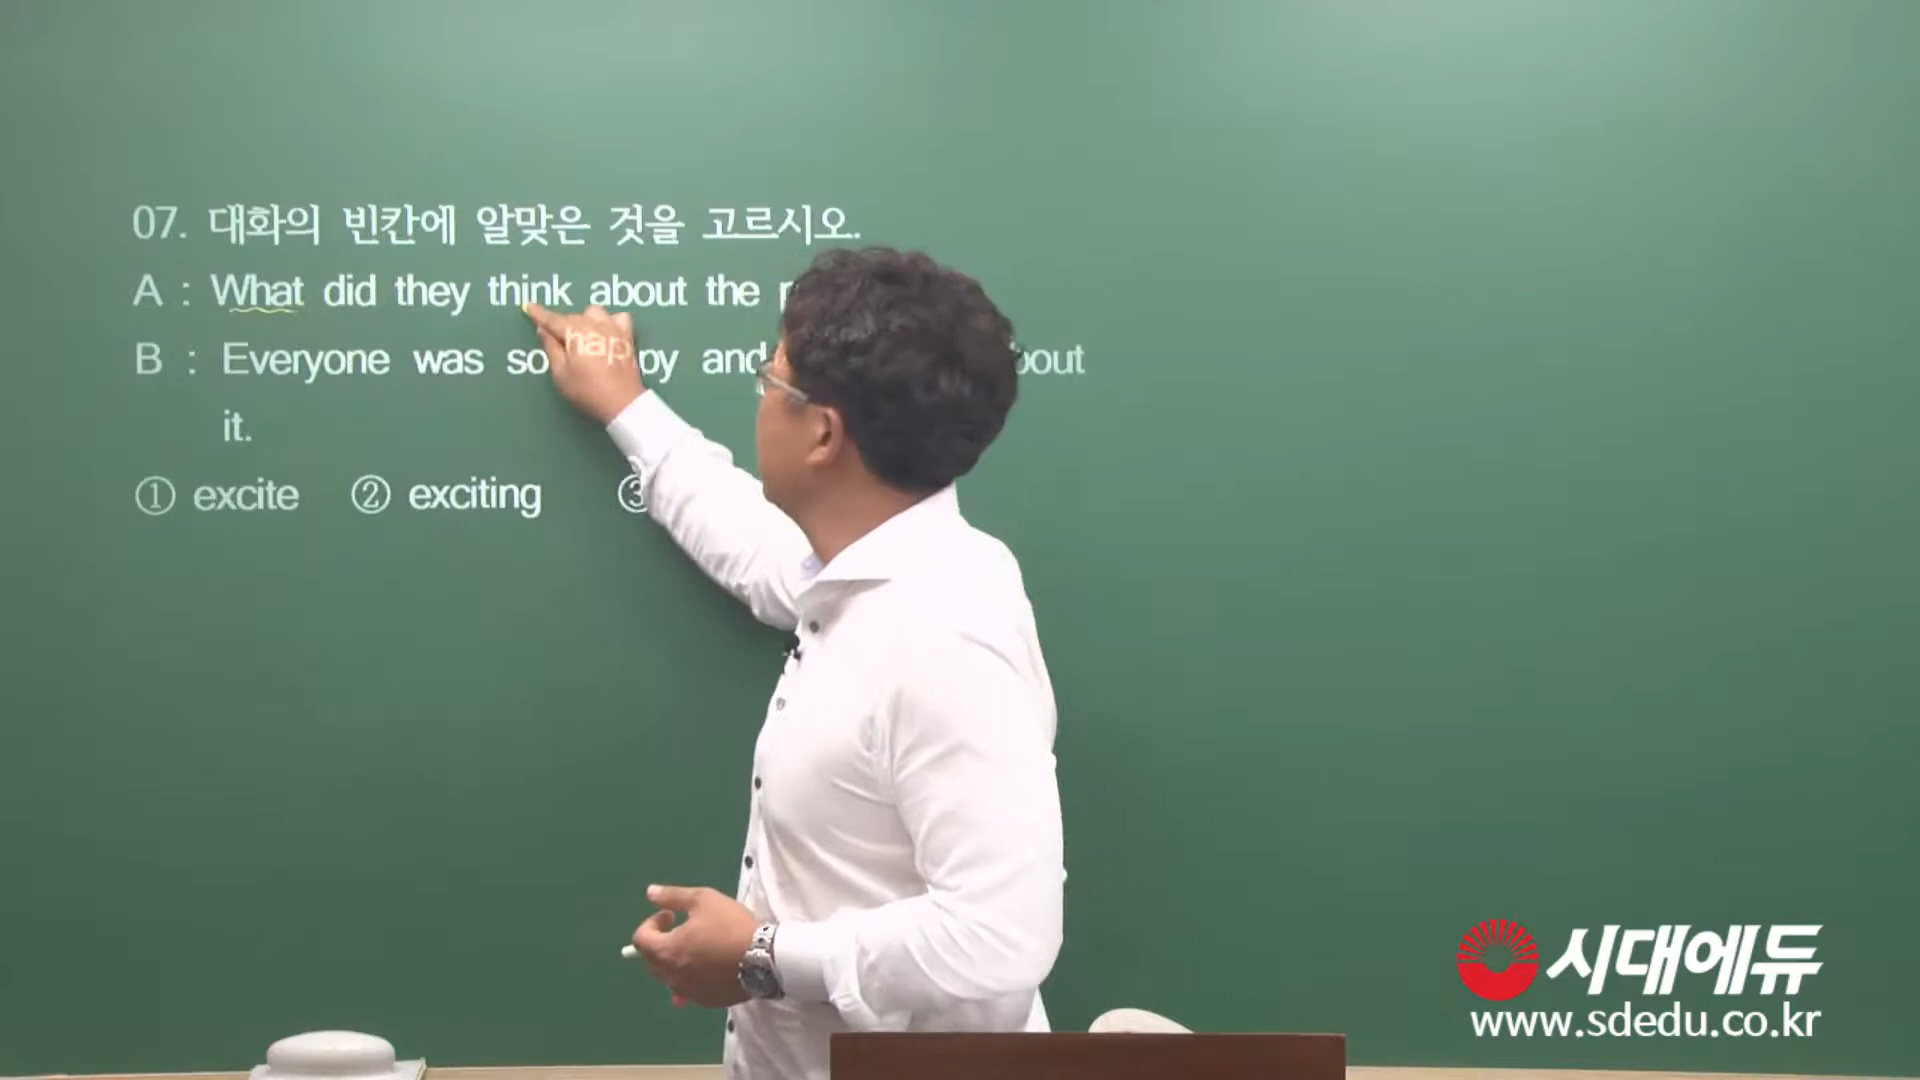 07. 대화의 빈칸에 알맞은 것을 고르시오.
A : What did they think about the
B : Everyone was so happy and about
it.
① excite ② exciting ③
시대에듀
www.sdedu.co.kr